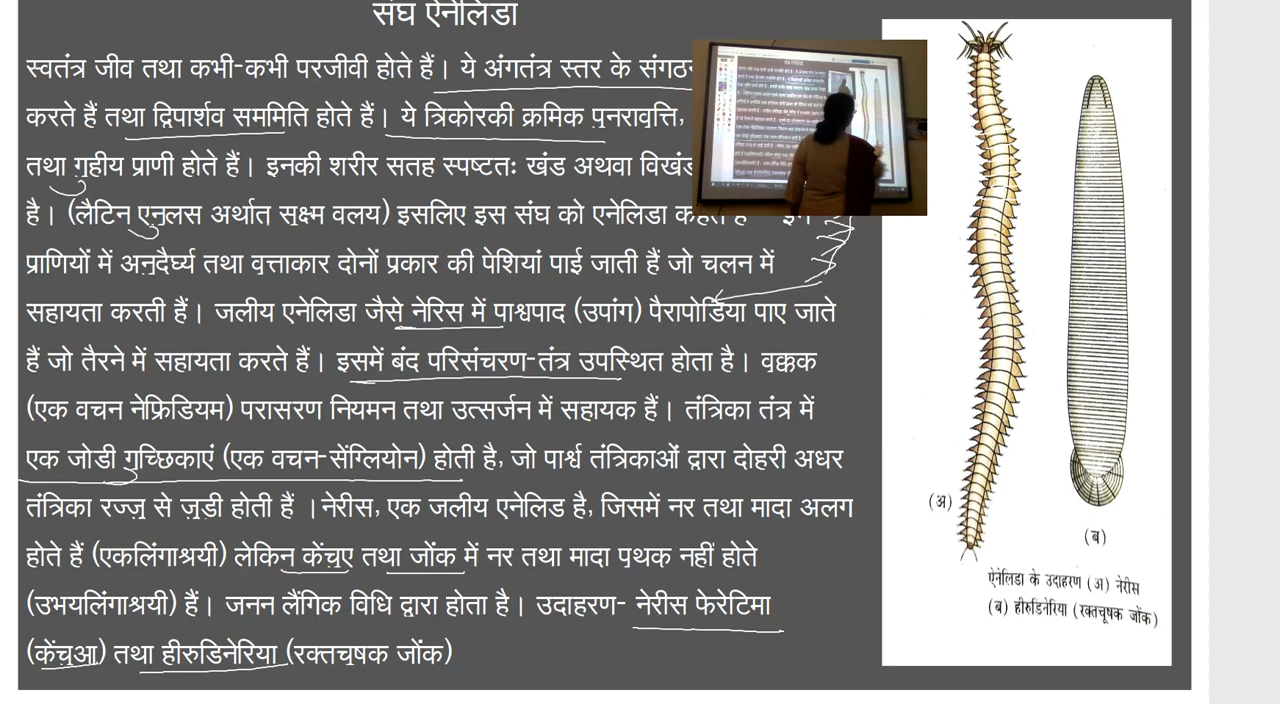 संघ ऐनेलिडा
स्वतंत्र जीव तथा कभी-कभी परजीवी होते हैं। ये अंगतंत्र स्तर के
करते हैं तथा द्विपार्शव सममिति होते हैं। ये त्रिकोरकी क्रमिक पुनरावृत्ति,
तथा गुहीय प्राणी होते हैं। इनकी शरीर सतह स्पष्टतः खंड अथवा
है। (लैटिन एनुलस अर्थात सूक्ष्म वलय) इसलिए इस संघ को एनेलिडा
प्राणियों में अनुदैर्घ्य तथा वृत्ताकार दोनों प्रकार की पेशियां पाई जाती हैं जो चलन में
सहायता करती हैं। जलीय एनेलिडा जैसे नेरिस में पाश्वपाद (उपांग) पैरापोडिया पाए जाते
हैं जो तैरने में सहायता करते हैं। इसमें बंद परिसंचरण-तंत्र उपस्थित होता है। वृक्कक
(एक वचन नेफ्रिडियम) परासरण नियमन तथा उत्सर्जन में सहायक हैं। तंत्रिका तंत्र में
एक जोडी गुच्छिकाएं (एक वचन-सेंग्लियोन) होती है, जो पार्श्व तंत्रिकाओं द्वारा दोहरी अधर
तंत्रिका रज्जु से जुडी होती हैं ।नेरीस, एक जलीय एनेलिड है, जिसमें नर तथा मादा अलग
होते हैं (एकलिंगाश्रयी) लेकिन केंचुए तथा जोंक में नर तथा मादा पृथक नहीं होते
(उभयलिंगाश्रयी) हैं। जनन लैंगिक विधि द्वारा होता है। उदाहरण- नेरीस फेरेटिमा
(केंचुआ) तथा हीरुडिनेरिया (रक्तचूषक जोंक)
(अ)
(ब)
ऐनेलिडा के उदाहरण (अ) नेरीस
(ब) हीरुडिनेरिया (रक्तचूषक जोंक)